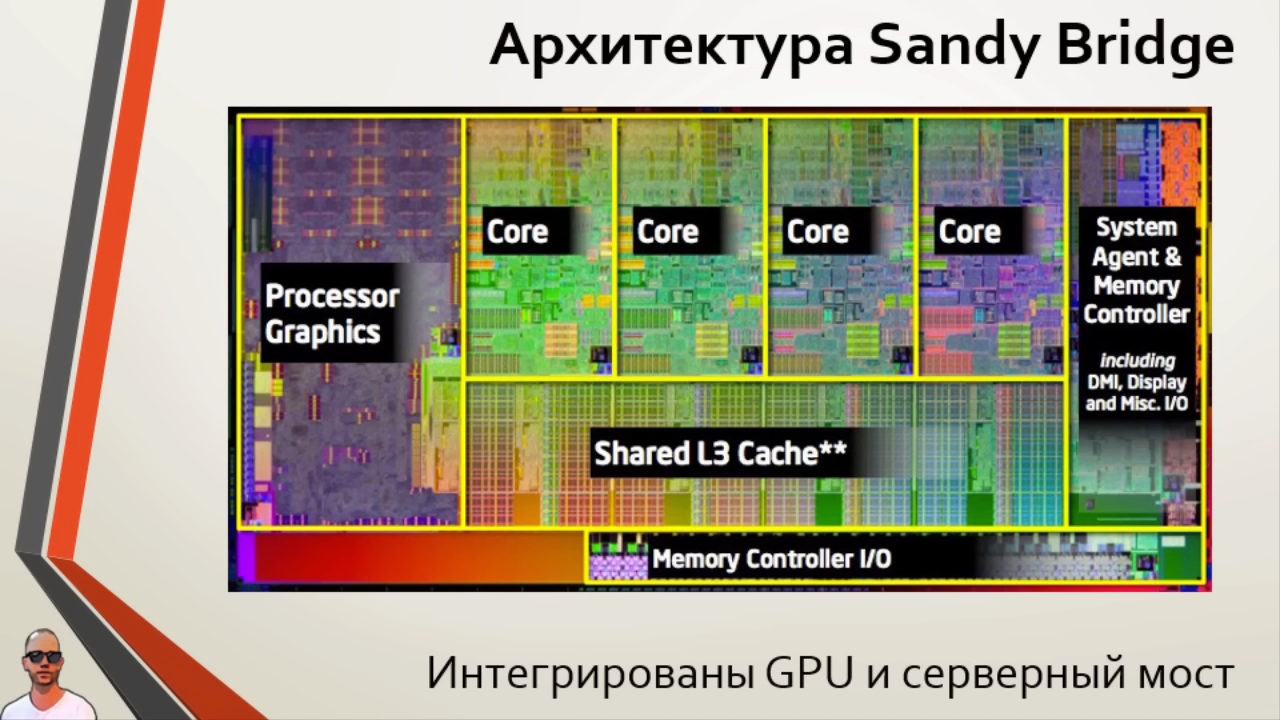 Архитектура Sandy Bridge
Processor
Graphics
Core
Core
Core
Core
System
Agent &
Memory
Controller
including
DMI, Display
and Misc. I/O
Shared L3 Cache**
Memory Controller I/O
Интегрированы GPU и серверный мост